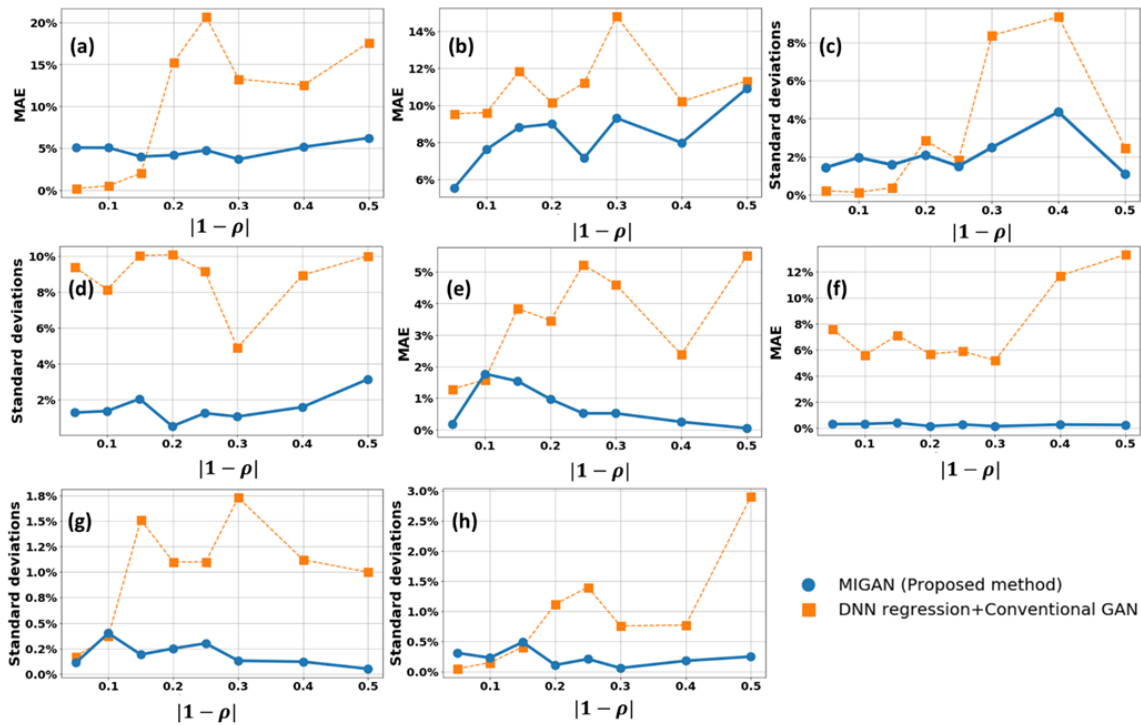 (a)
MAE
20%
15%
10%
5%
0%
0.1 0.2 0.3 0.4 0.5
|1 − ρ|
(b)
MAE
14%
12%
10%
8%
6%
0.1 0.2 0.3 0.4 0.5
|1 − ρ|
(c)
Standard deviations
8%
6%
4%
2%
0%
0.1 0.2 0.3 0.4 0.5
|1 − ρ|
(d)
Standard deviations
10%
8%
6%
4%
2%
0.1 0.2 0.3 0.4 0.5
|1 − ρ|
(e)
MAE
5%
4%
3%
2%
1%
0%
0.1 0.2 0.3 0.4 0.5
|1 − ρ|
(f)
MAE
12%
10%
8%
6%
4%
2%
0%
0.1 0.2 0.3 0.4 0.5
|1 − ρ|
(g)
Standard deviations
1.8%
1.5%
1.2%
1.0%
0.8%
0.5%
0.2%
0.0%
0.1 0.2 0.3 0.4 0.5
|1 − ρ|
(h)
Standard deviations
3.0%
2.5%
2.0%
1.5%
1.0%
0.5%
0.0%
0.1 0.2 0.3 0.4 0.5
|1 − ρ|
MIGAN (Proposed method)
DNN regression+Conventional GAN